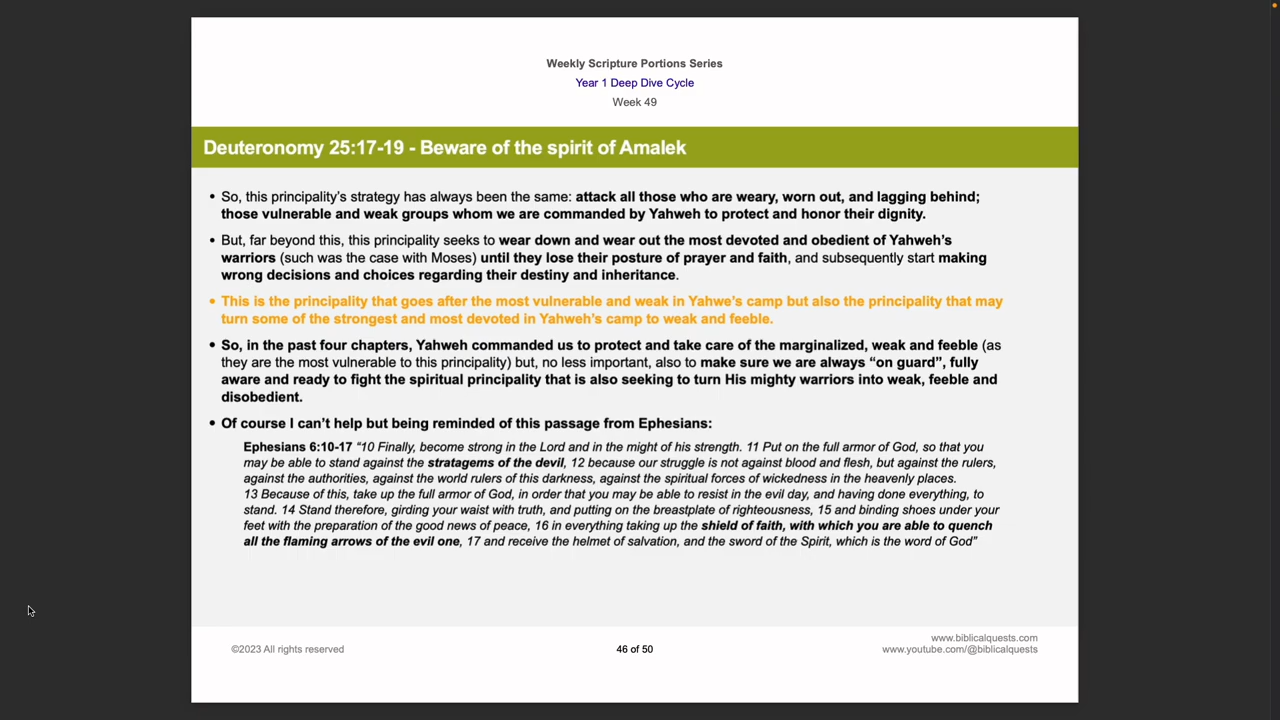 Weekly Scripture Portions Series
Year 1 Deep Dive Cycle
Week 49
Deuteronomy 25:17-19 - Beware of the spirit of Amalek
• So, this principality’s strategy has always been the same: attack all those who are weary, worn out, and lagging behind;
those vulnerable and weak groups whom we are commanded by Yahweh to protect and honor their dignity.
• But, far beyond this, this principality seeks to wear down and wear out the most devoted and obedient of Yahweh’s
warriors (such was the case with Moses) until they lose their posture of prayer and faith, and subsequently start making
wrong decisions and choices regarding their destiny and inheritance.
• This is the principality that goes after the most vulnerable and weak in Yahwe’s camp but also the principality that may
turn some of the strongest and most devoted in Yahweh’s camp to weak and feeble.
• So, in the past four chapters, Yahweh commanded us to protect and take care of the marginalized, weak and feeble (as
they are the most vulnerable to this principality) but, no less important, also to make sure we are always “on guard”, fully
aware and ready to fight the spiritual principality that is also seeking to turn His mighty warriors into weak, feeble and
disobedient.
• Of course I can’t help but being reminded of this passage from Ephesians:
Ephesians 6:10-17 “10 Finally, become strong in the Lord and in the might of his strength. 11 Put on the full armor of God, so that you
may be able to stand against the stratagems of the devil, 12 because our struggle is not against blood and flesh, but against the rulers,
against the authorities, against the world rulers of this darkness, against the spiritual forces of wickedness in the heavenly places.
13 Because of this, take up the full armor of God, in order that you may be able to resist in the evil day, and having done everything, to
stand. 14 Stand therefore, girding your waist with truth, and putting on the breastplate of righteousness, 15 and binding shoes under your
feet with the preparation of the good news of peace, 16 in everything taking up the shield of faith, with which you are able to quench
all the flaming arrows of the evil one, 17 and receive the helmet of salvation, and the sword of the Spirit, which is the word of God”
©2023 All rights reserved
46 of 50
www.biblicalquests.com
www.youtube.com/@biblicalquests